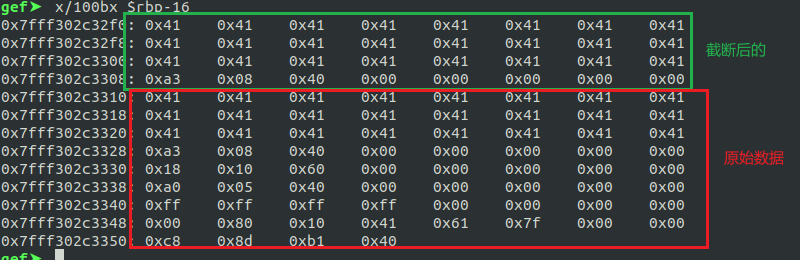 gef➤ x/100bx $rbp-16
0x7fff302c32f0: 0x41 0x41 0x41 0x41 0x41 0x41 0x41 0x41
0x7fff302c32f8: 0x41 0x41 0x41 0x41 0x41 0x41 0x41 0x41
0x7fff302c3300: 0x41 0x41 0x41 0x41 0x41 0x41 0x41 0x41
0x7fff302c3308: 0xa3 0x08 0x40 0x00 0x00 0x00 0x00 0x00
截断后的
0x7fff302c3310: 0x41 0x41 0x41 0x41 0x41 0x41 0x41 0x41
0x7fff302c3318: 0x41 0x41 0x41 0x41 0x41 0x41 0x41 0x41
0x7fff302c3320: 0x41 0x41 0x41 0x41 0x41 0x41 0x41 0x41
0x7fff302c3328: 0xa3 0x08 0x40 0x00 0x00 0x00 0x00 0x00
0x7fff302c3330: 0x18 0x10 0x60 0x00 0x00 0x00 0x00 0x00
0x7fff302c3338: 0xa0 0x05 0x40 0x00 0x00 0x00 0x00 0x00
0x7fff302c3340: 0xff 0xff 0xff 0xff 0x00 0x00 0x00 0x00
0x7fff302c3348: 0x00 0x80 0x10 0x41 0x61 0x7f 0x00 0x00
0x7fff302c3350: 0xc8 0x8d 0xb1 0x40
原始数据
gef➤